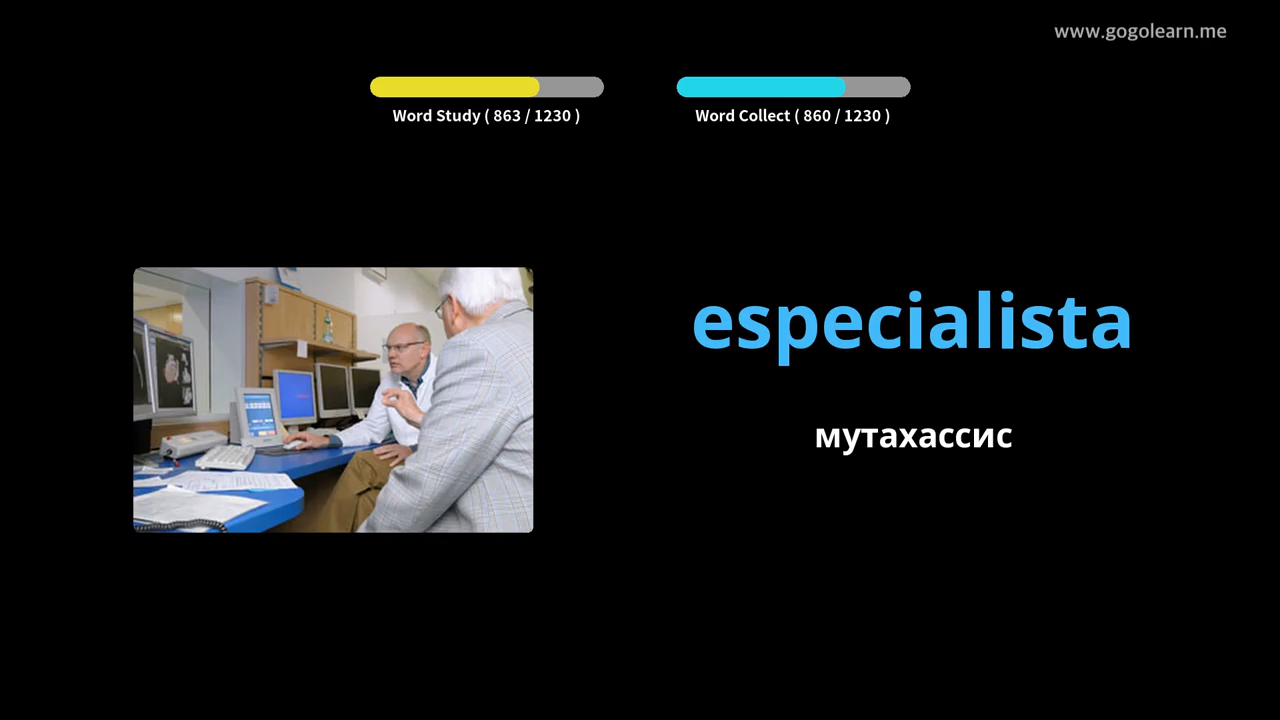 www.gogolearn.me
Word Study ( 863 / 1230 )
Word Collect ( 860 / 1230 )
especialista
мутахассис